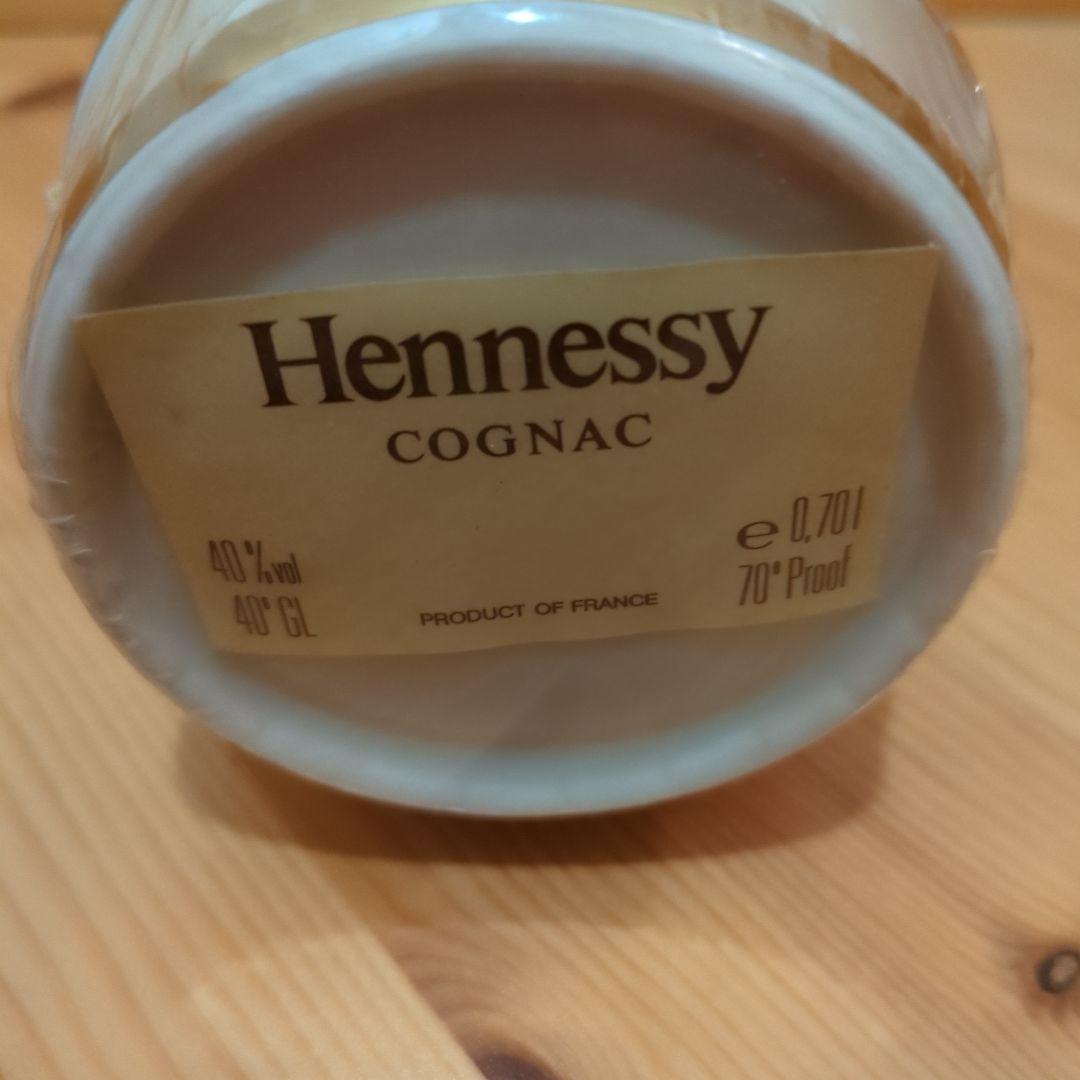 Hennessy
COGNAC
40%vol
40° GL
PRODUCT OF FRANCE
e 0,70 l
70° Proof